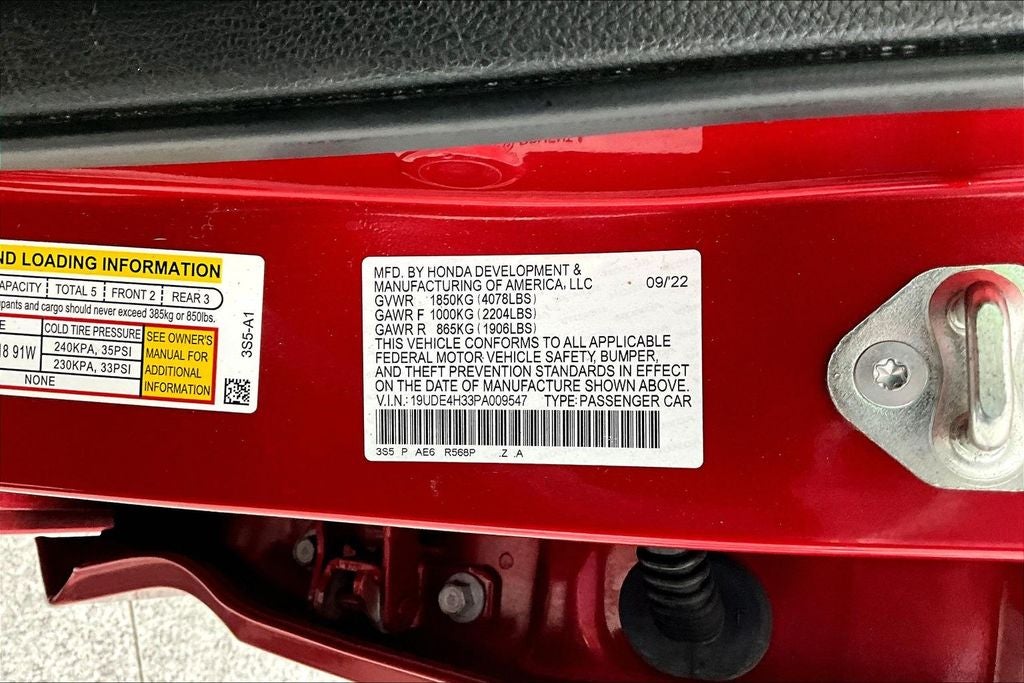 ND LOADING INFORMATION
APACITY TOTAL 5 FRONT 2 REAR 3
pants and cargo should never exceed 385kg or 850lbs.
E COLD TIRE PRESSURE SEE OWNER'S
MANUAL FOR
ADDITIONAL
INFORMATION
18 91W 240KPA, 35PSI
230KPA, 33PSI
NONE
3S5-A1
MFD. BY HONDA DEVELOPMENT &
MANUFACTURING OF AMERICA, LLC 09/22
GVWR 1850KG (4078LBS)
GAWR F 1000KG (2204LBS)
GAWR R 865KG (1906LBS)
THIS VEHICLE CONFORMS TO ALL APPLICABLE
FEDERAL MOTOR VEHICLE SAFETY, BUMPER,
AND THEFT PREVENTION STANDARDS IN EFFECT
ON THE DATE OF MANUFACTURE SHOWN ABOVE.
V.I.N.: 19UDE4H33PA009547 TYPE: PASSENGER CAR
3S5 P AE6 R568P .Z .A